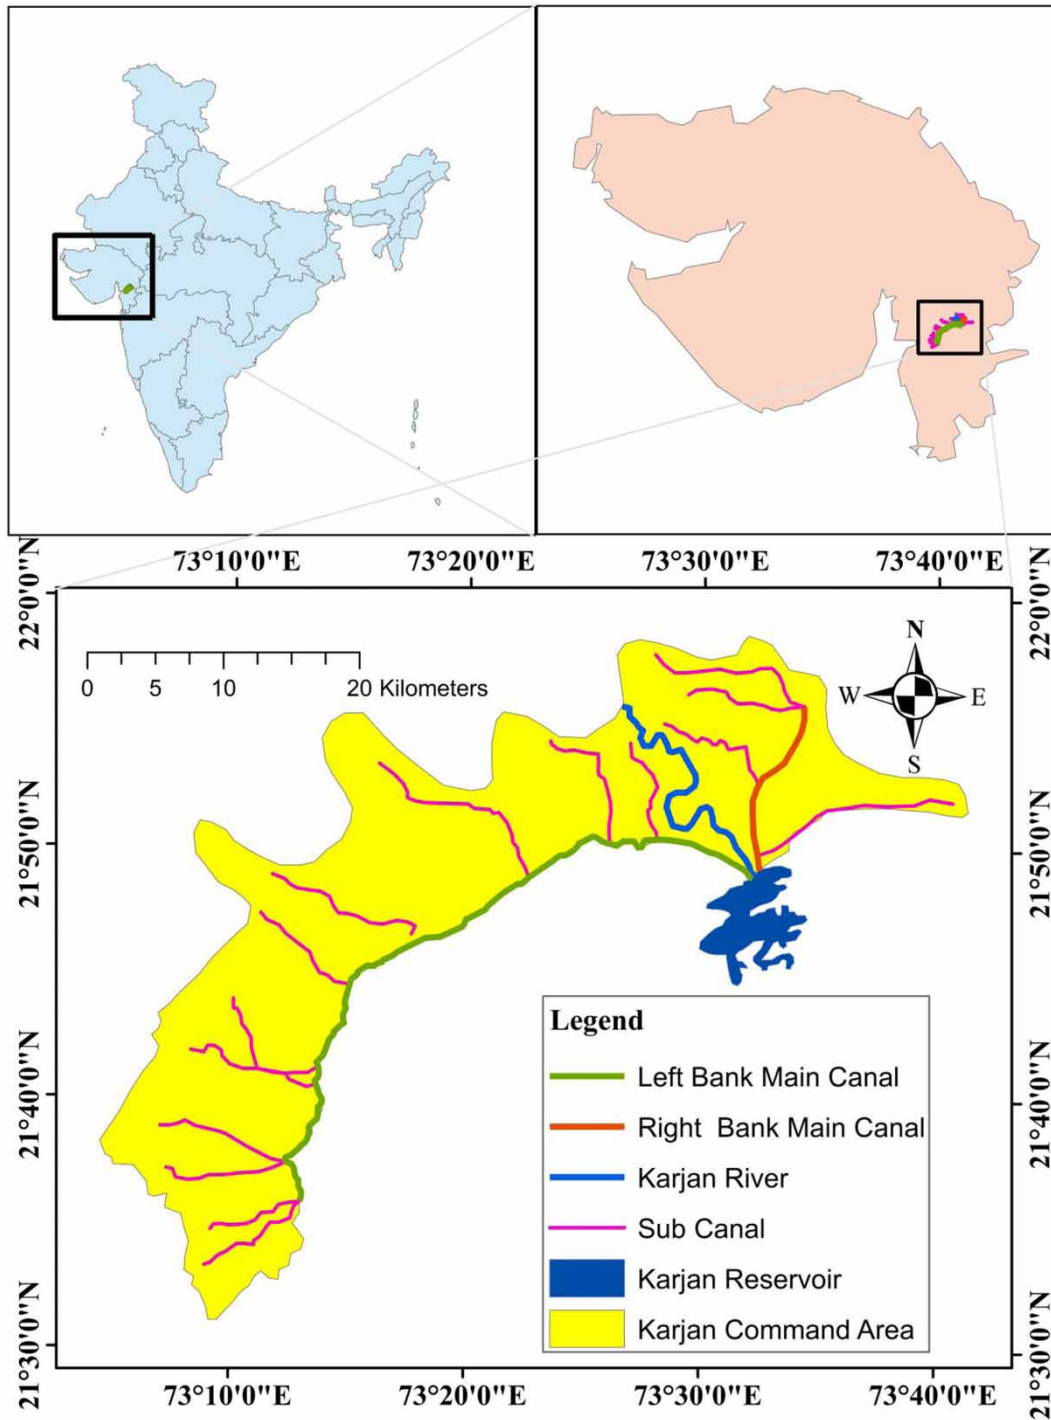 73°10'0"E 73°20'0"E 73°30'0"E 73°40'0"E
22°0'0"N
22°0'0"N
N
W
E
S
0 5 10 20 Kilometers
21°50'0"N
21°50'0"N
Legend
Left Bank Main Canal
Right Bank Main Canal
Karjan River
Sub Canal
Karjan Reservoir
Karjan Command Area
21°40'0"N
21°40'0"N
21°30'0"N
21°30'0"N
73°10'0"E 73°20'0"E 73°30'0"E 73°40'0"E